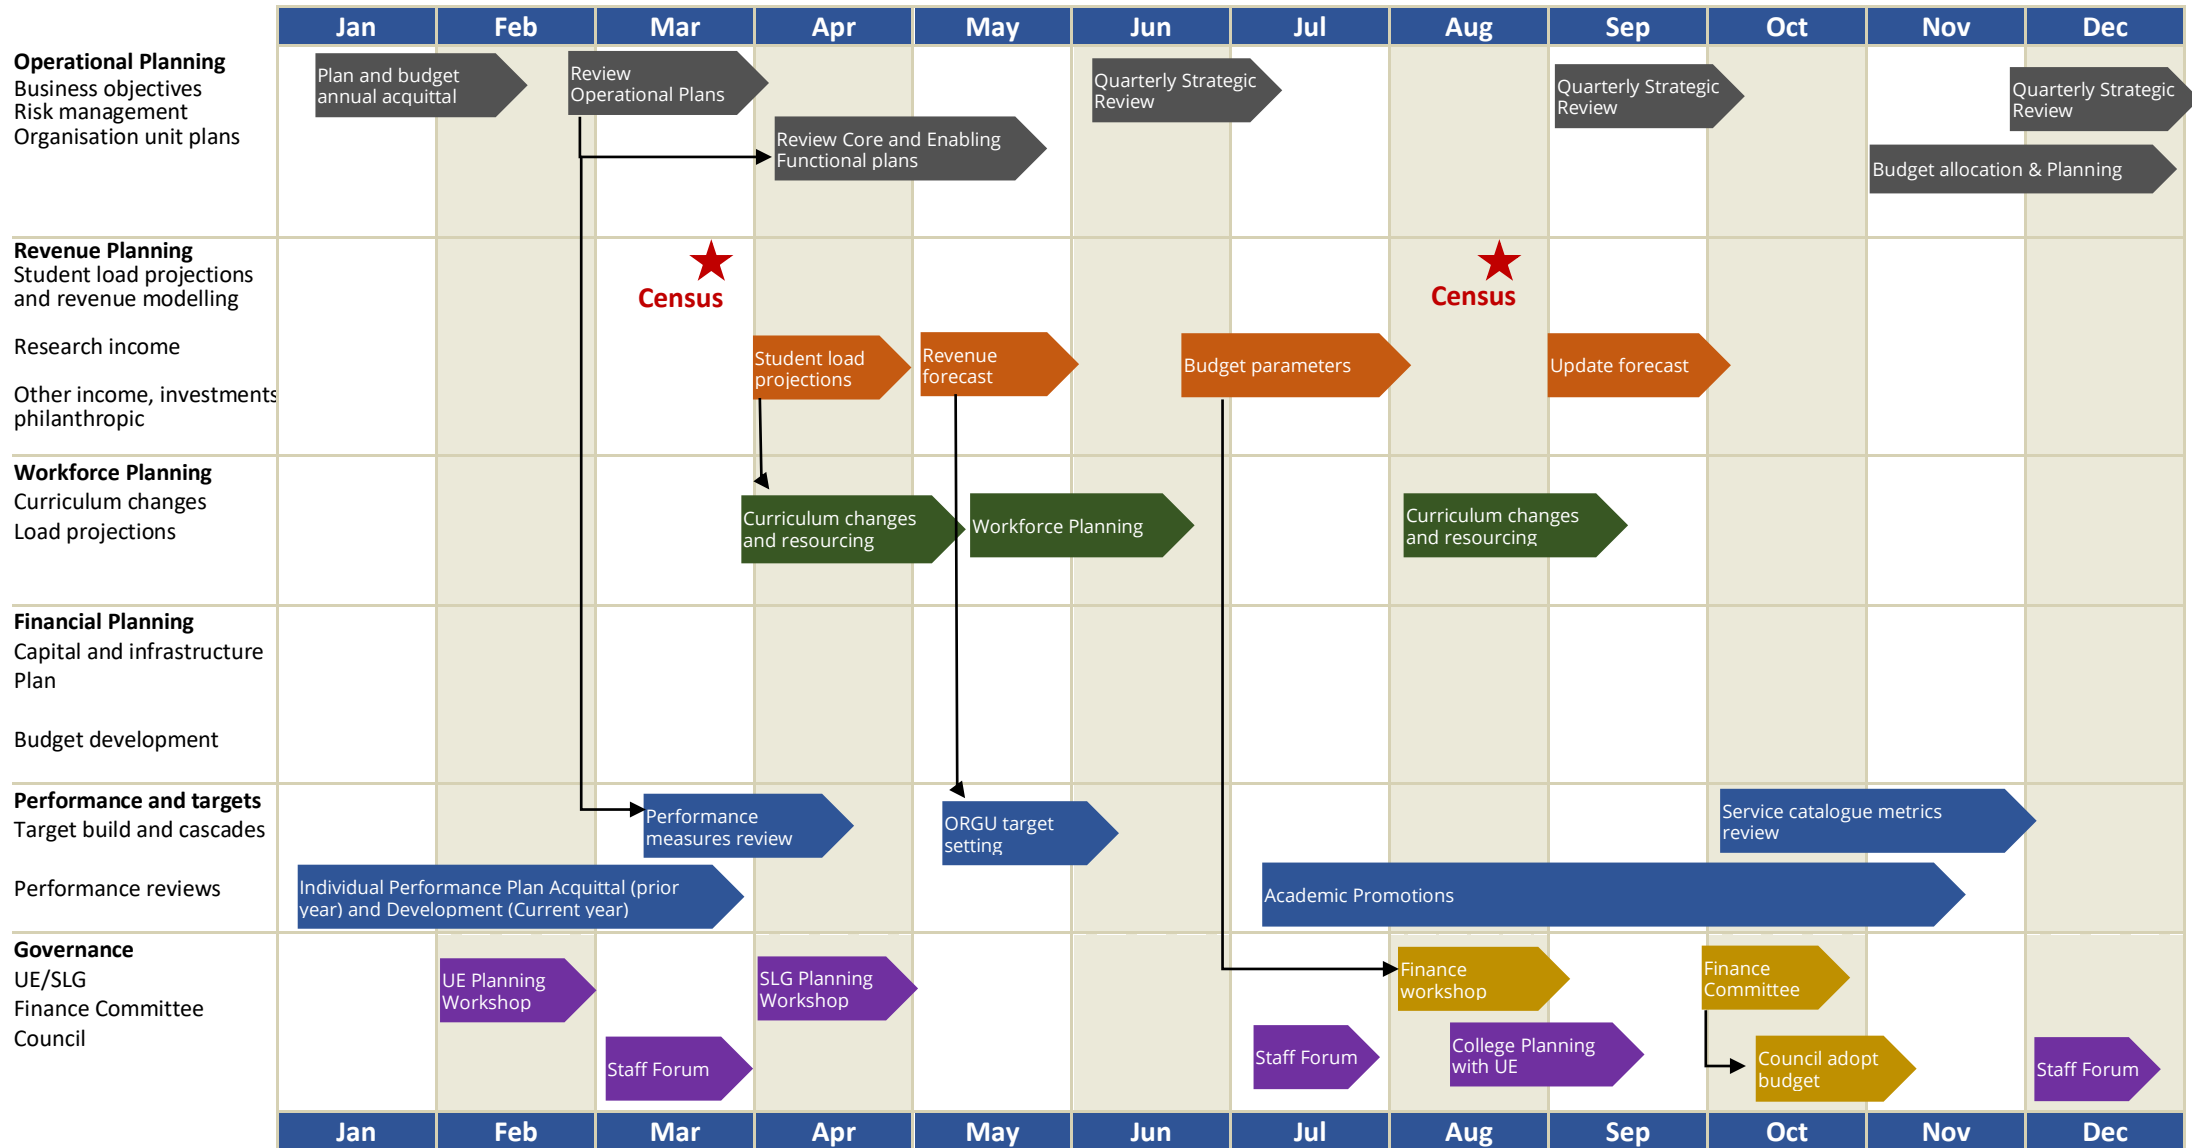 Jan Feb Mar Apr May Jun Jul Aug Sep Oct Nov Dec
Operational Planning
Business objectives
Risk management
Organisation unit plans
Plan and budget
annual acquittal
Review
Operational Plans
Review Core and Enabling
Functional plans
Quarterly Strategic
Review
Quarterly Strategic
Review
Quarterly Strategic
Review
Budget allocation & Planning
Revenue Planning
Student load projections
and revenue modelling
Research income
Other income, investments
philanthropic
Census
Census
Student load
projections
Revenue
forecast
Budget parameters
Update forecast
Workforce Planning
Curriculum changes
Load projections
Curriculum changes
and resourcing
Workforce Planning
Curriculum changes
and resourcing
Financial Planning
Capital and infrastructure
Plan
Budget development
Performance and targets
Target build and cascades
Performance reviews
Performance
measures review
ORGU target
setting
Service catalogue metrics
review
Individual Performance Plan Acquittal (prior
year) and Development (Current year)
Academic Promotions
Governance
UE/SLG
Finance Committee
Council
UE Planning
Workshop
SLG Planning
Workshop
Finance
workshop
Finance
Committee
Staff Forum
Staff Forum
College Planning
with UE
Council adopt
budget
Staff Forum
Jan Feb Mar Apr May Jun Jul Aug Sep Oct Nov Dec